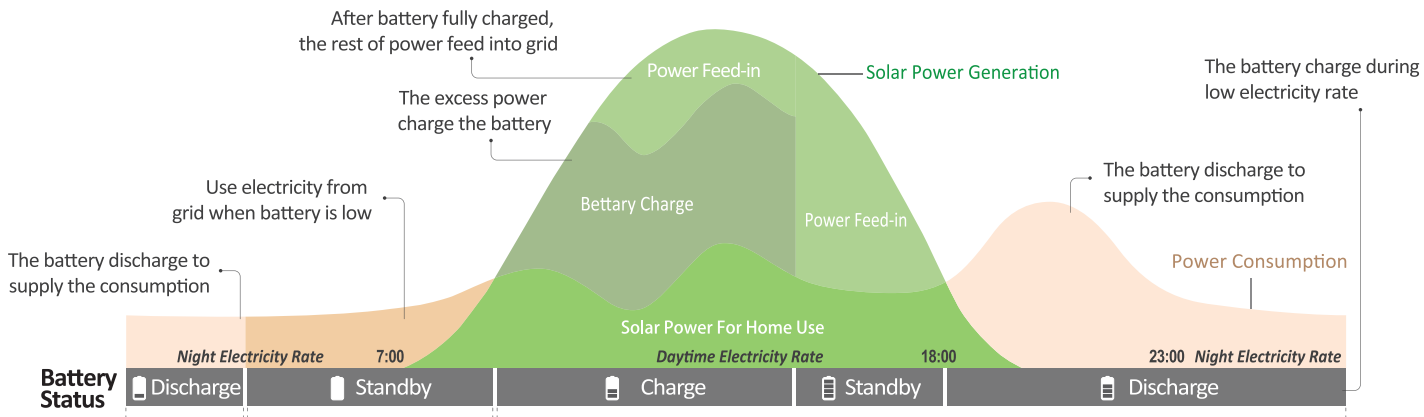 After battery fully charged,
the rest of power feed into grid
Power Feed-in
Solar Power Generation
The battery charge during
low electricity rate
The excess power
charge the battery
Use electricity from
grid when battery is low
Bettary Charge
Power Feed-in
The battery discharge to
supply the consumption
The battery discharge to
supply the consumption
Power Consumption
Solar Power For Home Use
Night Electricity Rate
7:00
Daytime Electricity Rate
18:00
23:00
Night Electricity Rate
Battery
Status
Discharge
Standby
Charge
Standby
Discharge